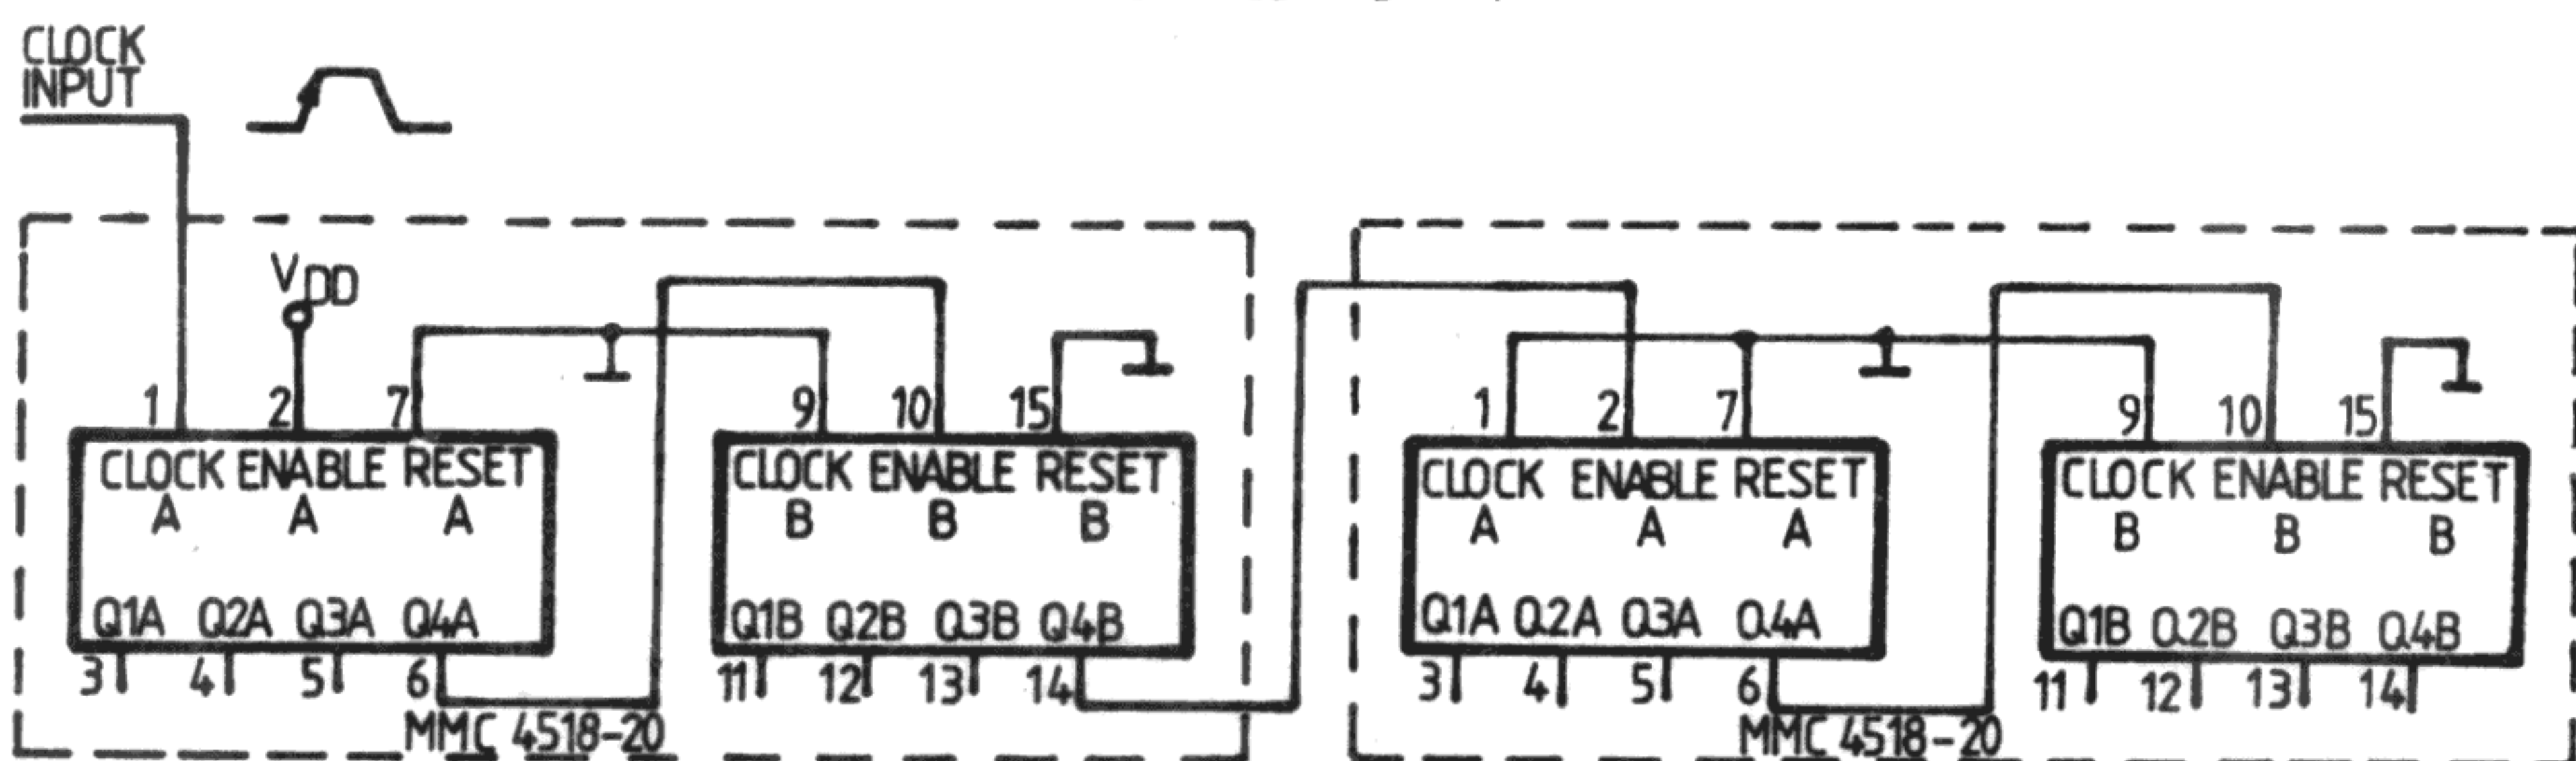 CLOCK
INPUT
VDD
1 2 7 9 10 15 1 2 7 9 10 15
CLOCK ENABLE RESET CLOCK ENABLE RESET CLOCK ENABLE RESET CLOCK ENABLE RESET
A A A B B B A A A B B B
Q1A Q2A Q3A Q4A Q1B Q2B Q3B Q4B Q1A Q2A Q3A Q4A Q1B Q2B Q3B Q4B
3 4 5 6 11 12 13 14 3 4 5 6 11 12 13 14
MMC 4518-20 MMC 4518-20